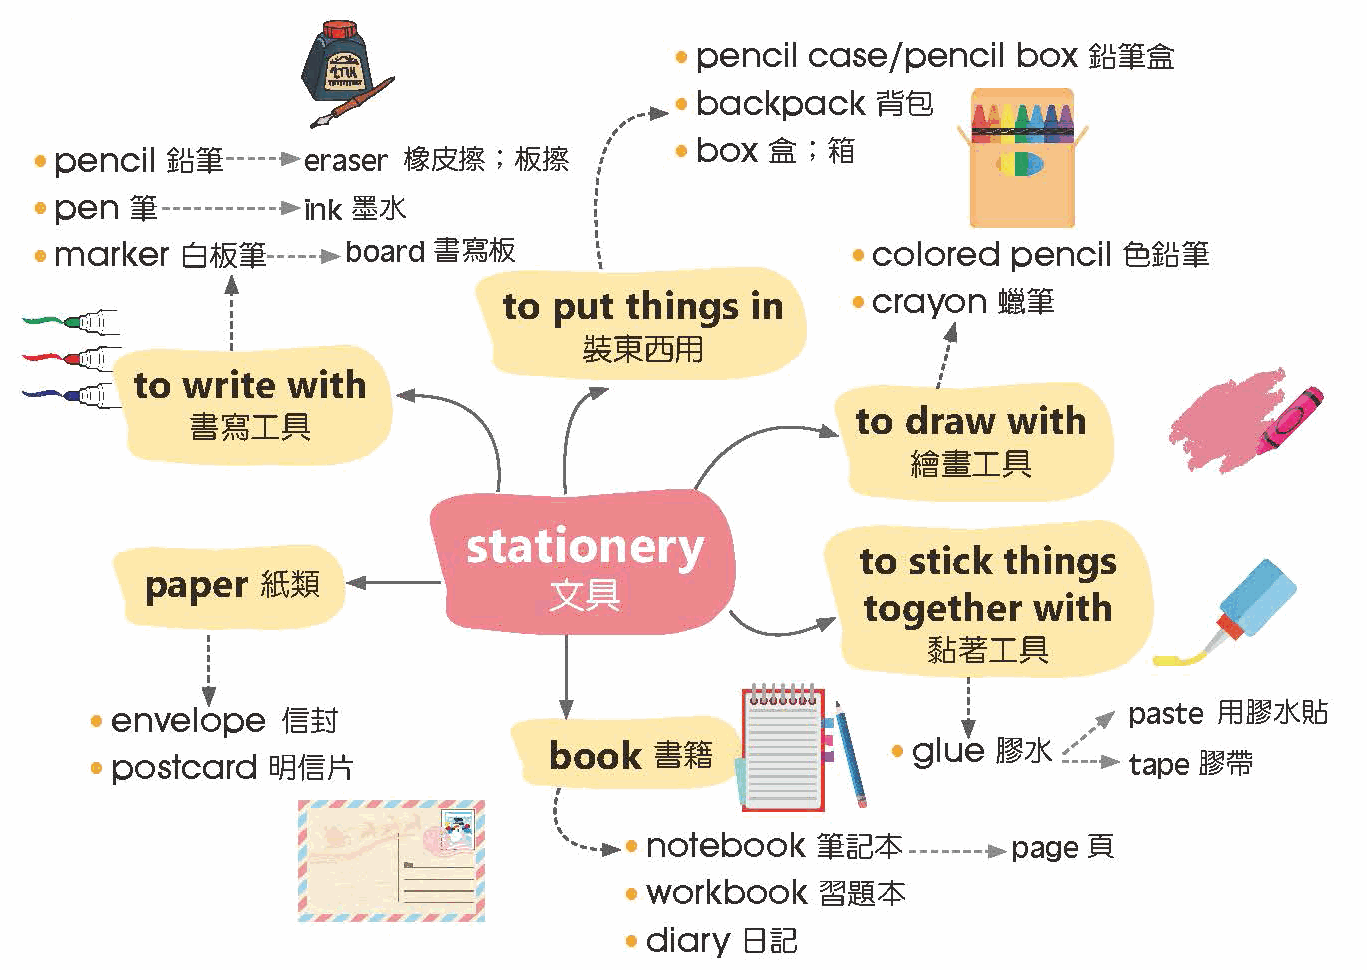 pencil case/pencil box 鉛筆盒
backpack 背包
box 盒；箱
pencil 鉛筆
eraser 橡皮擦；板擦
pen 筆
ink 墨水
marker 白板筆
board 書寫板
colored pencil 色鉛筆
crayon 蠟筆
to put things in
裝東西用
to write with
書寫工具
to draw with
繪畫工具
stationery
文具
to stick things
together with
黏著工具
paper 紙類
envelope 信封
postcard 明信片
book 書籍
glue 膠水
paste 用膠水貼
tape 膠帶
notebook 筆記本
page 頁
workbook 習題本
diary 日記